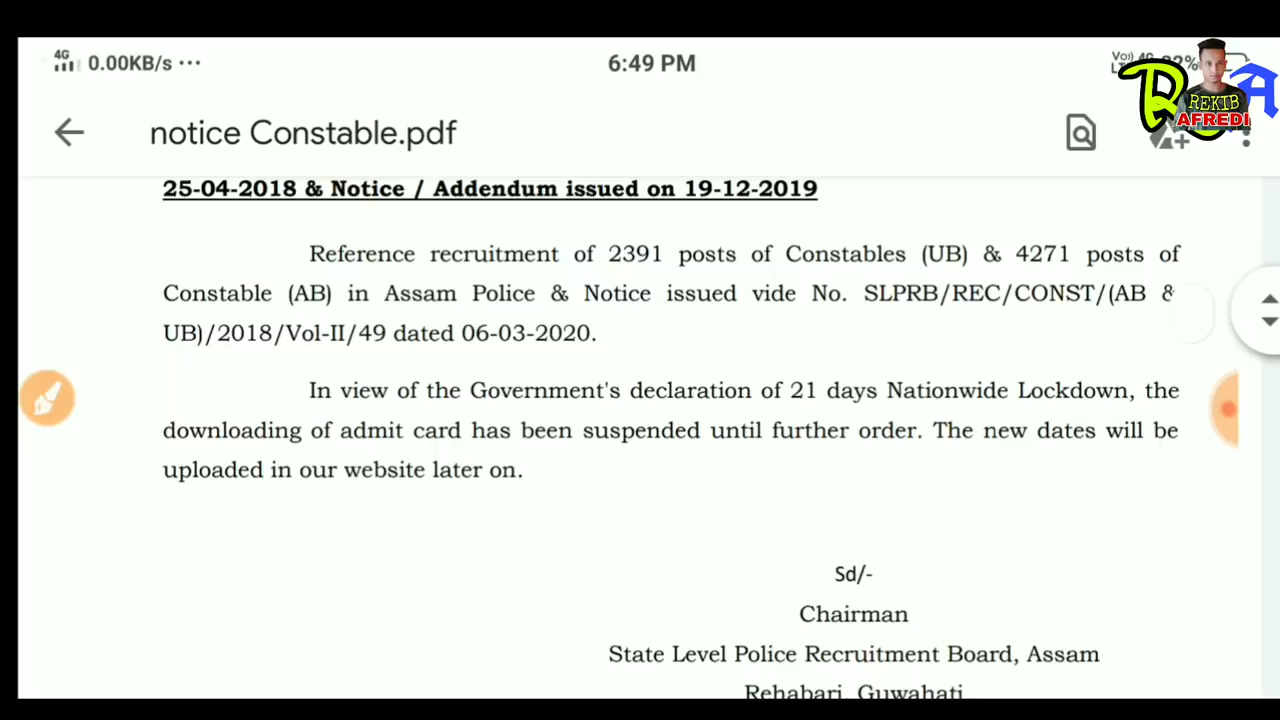 4G 0.00KB/s ··· 6:49 PM
notice Constable.pdf
REKIB
AFREDI
25-04-2018 & Notice / Addendum issued on 19-12-2019
Reference recruitment of 2391 posts of Constables (UB) & 4271 posts of
Constable (AB) in Assam Police & Notice issued vide No. SLPRB/REC/CONST/(AB &
UB)/2018/Vol-II/49 dated 06-03-2020.
In view of the Government's declaration of 21 days Nationwide Lockdown, the
downloading of admit card has been suspended until further order. The new dates will be
uploaded in our website later on.
Sd/-
Chairman
State Level Police Recruitment Board, Assam
Rehabari, Guwahati